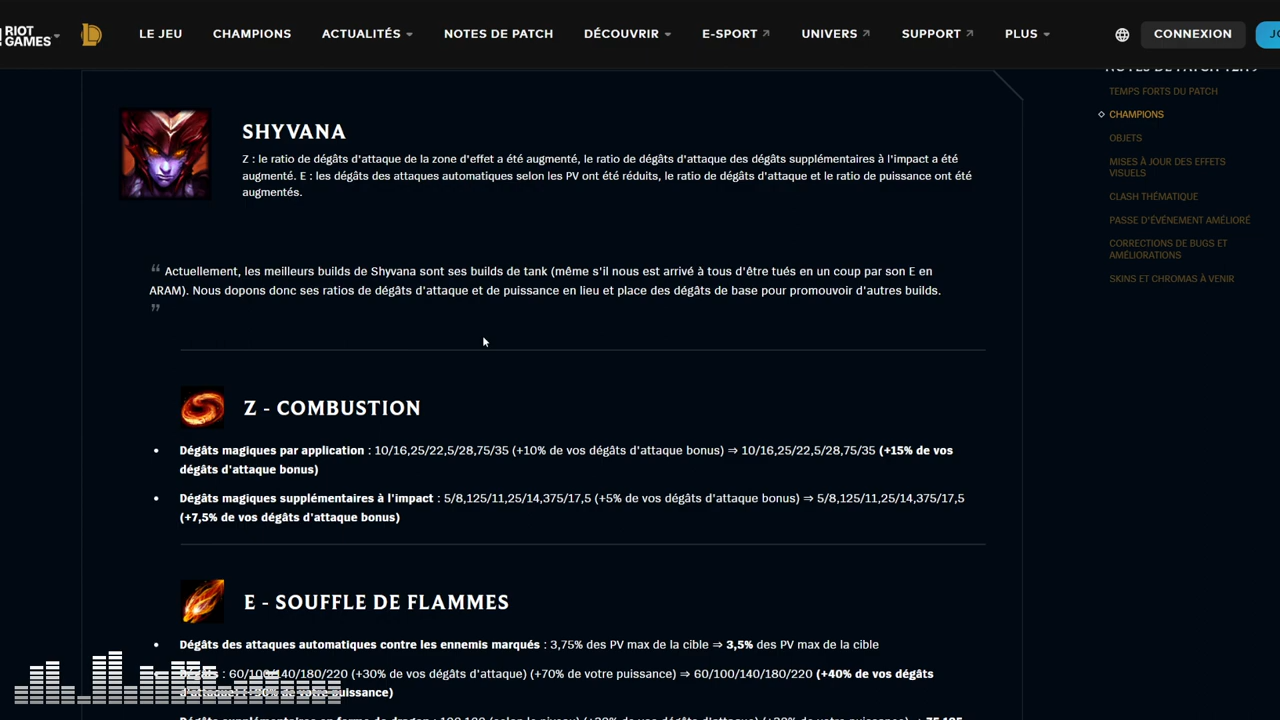 RIOT GAMES LE JEU CHAMPIONS ACTUALITÉS NOTES DE PATCH DÉCOUVRIR E-SPORT UNIVERS SUPPORT PLUS CONNEXION
TEMPS FORTS DU PATCH
CHAMPIONS
OBJETS
MISES À JOUR DES EFFETS
VISUELS
CLASH THÉMATIQUE
PASSE D'ÉVÉNEMENT AMÉLIORÉ
CORRECTIONS DE BUGS ET
AMÉLIORATIONS
SKINS ET CHROMAS À VENIR
SHYVANA
Z : le ratio de dégâts d'attaque de la zone d'effet a été augmenté, le ratio de dégâts d'attaque des dégâts supplémentaires à l'impact a été
augmenté. E : les dégâts des attaques automatiques selon les PV ont été réduits, le ratio de dégâts d'attaque et le ratio de puissance ont été
augmentés.
“ Actuellement, les meilleurs builds de Shyvana sont ses builds de tank (même s'il nous est arrivé à tous d'être tués en un coup par son E en
ARAM). Nous dopons donc ses ratios de dégâts d'attaque et de puissance en lieu et place des dégâts de base pour promouvoir d'autres builds.
”
Z - COMBUSTION
• Dégâts magiques par application : 10/16,25/22,5/28,75/35 (+10% de vos dégâts d'attaque bonus) ⇒ 10/16,25/22,5/28,75/35 (+15% de vos
dégâts d'attaque bonus)
• Dégâts magiques supplémentaires à l'impact : 5/8,125/11,25/14,375/17,5 (+5% de vos dégâts d'attaque bonus) ⇒ 5/8,125/11,25/14,375/17,5
(+7,5% de vos dégâts d'attaque bonus)
E - SOUFFLE DE FLAMMES
• Dégâts des attaques automatiques contre les ennemis marqués : 3,75% des PV max de la cible ⇒ 3,5% des PV max de la cible
Dégâts : 60/100/140/180/220 (+30% de vos dégâts d'attaque) (+70% de votre puissance) ⇒ 60/100/140/180/220 (+40% de vos dégâts
d'attaque) (+90% de votre puissance)